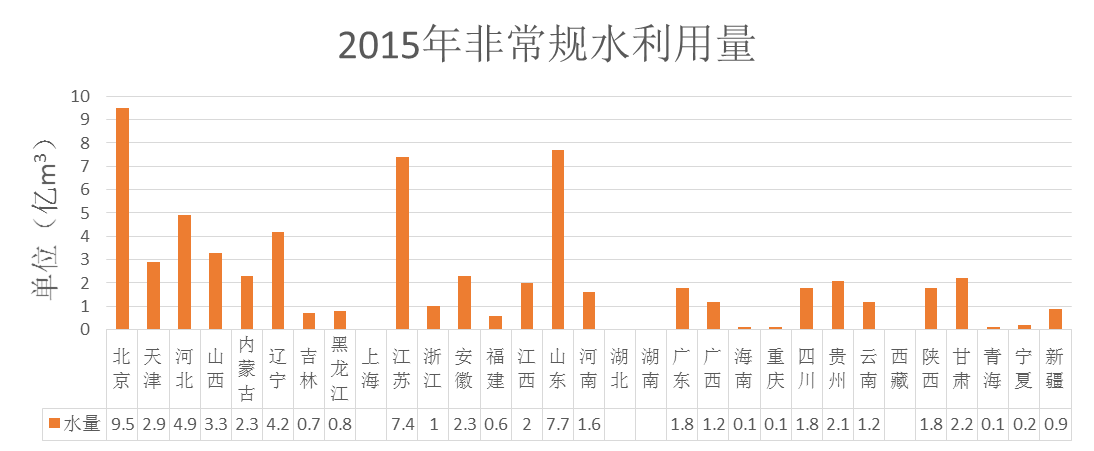 2015年非常规水利用量
单位（亿m³）
10
9
8
7
6
5
4
3
2
1
0
北京 天津 河北 山西 内蒙古 辽宁 吉林 黑龙江 上海 江苏 浙江 安徽 福建 江西 山东 河南 湖北 湖南 广东 广西 海南 重庆 四川 贵州 云南 西藏 陕西 甘肃 青海 宁夏 新疆
水量 9.5 2.9 4.9 3.3 2.3 4.2 0.7 0.8 7.4 1 2.3 0.6 2 7.7 1.6 1.8 1.2 0.1 0.1 1.8 2.1 1.2 1.8 2.2 0.1 0.2 0.9